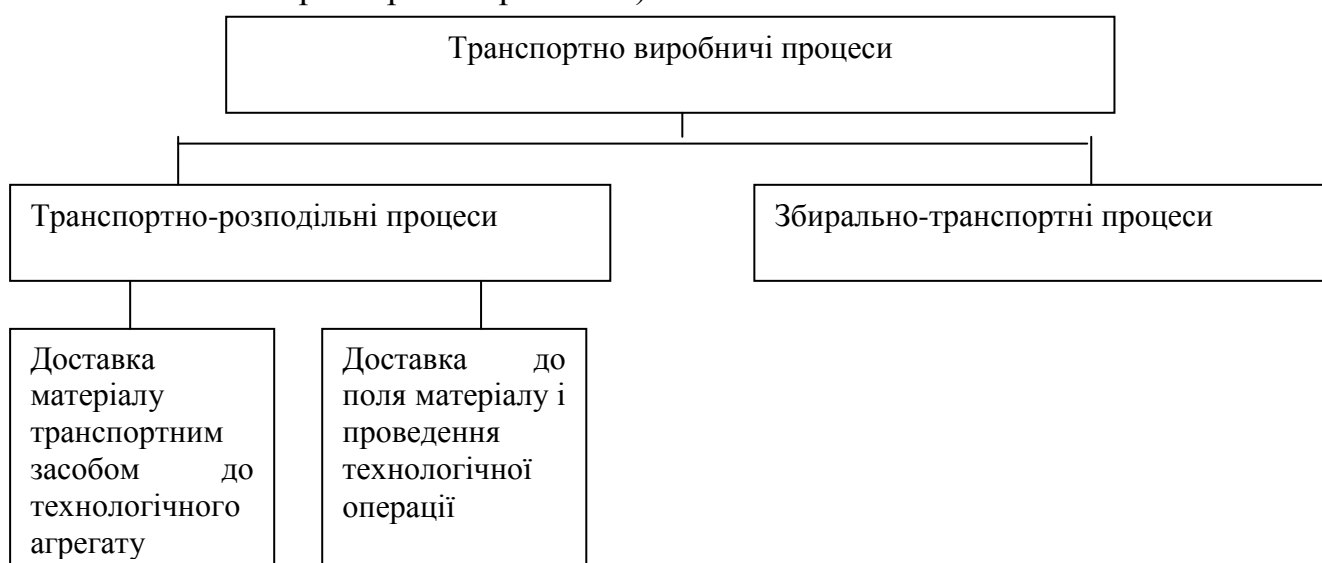 Транспортно виробничі процеси
Транспортно-розподільні процеси
Збирально-транспортні процеси
Доставка
матеріалу
транспортним
засобом до
технологічного
агрегату
Доставка до
поля матеріалу і
проведення
технологічної
операції